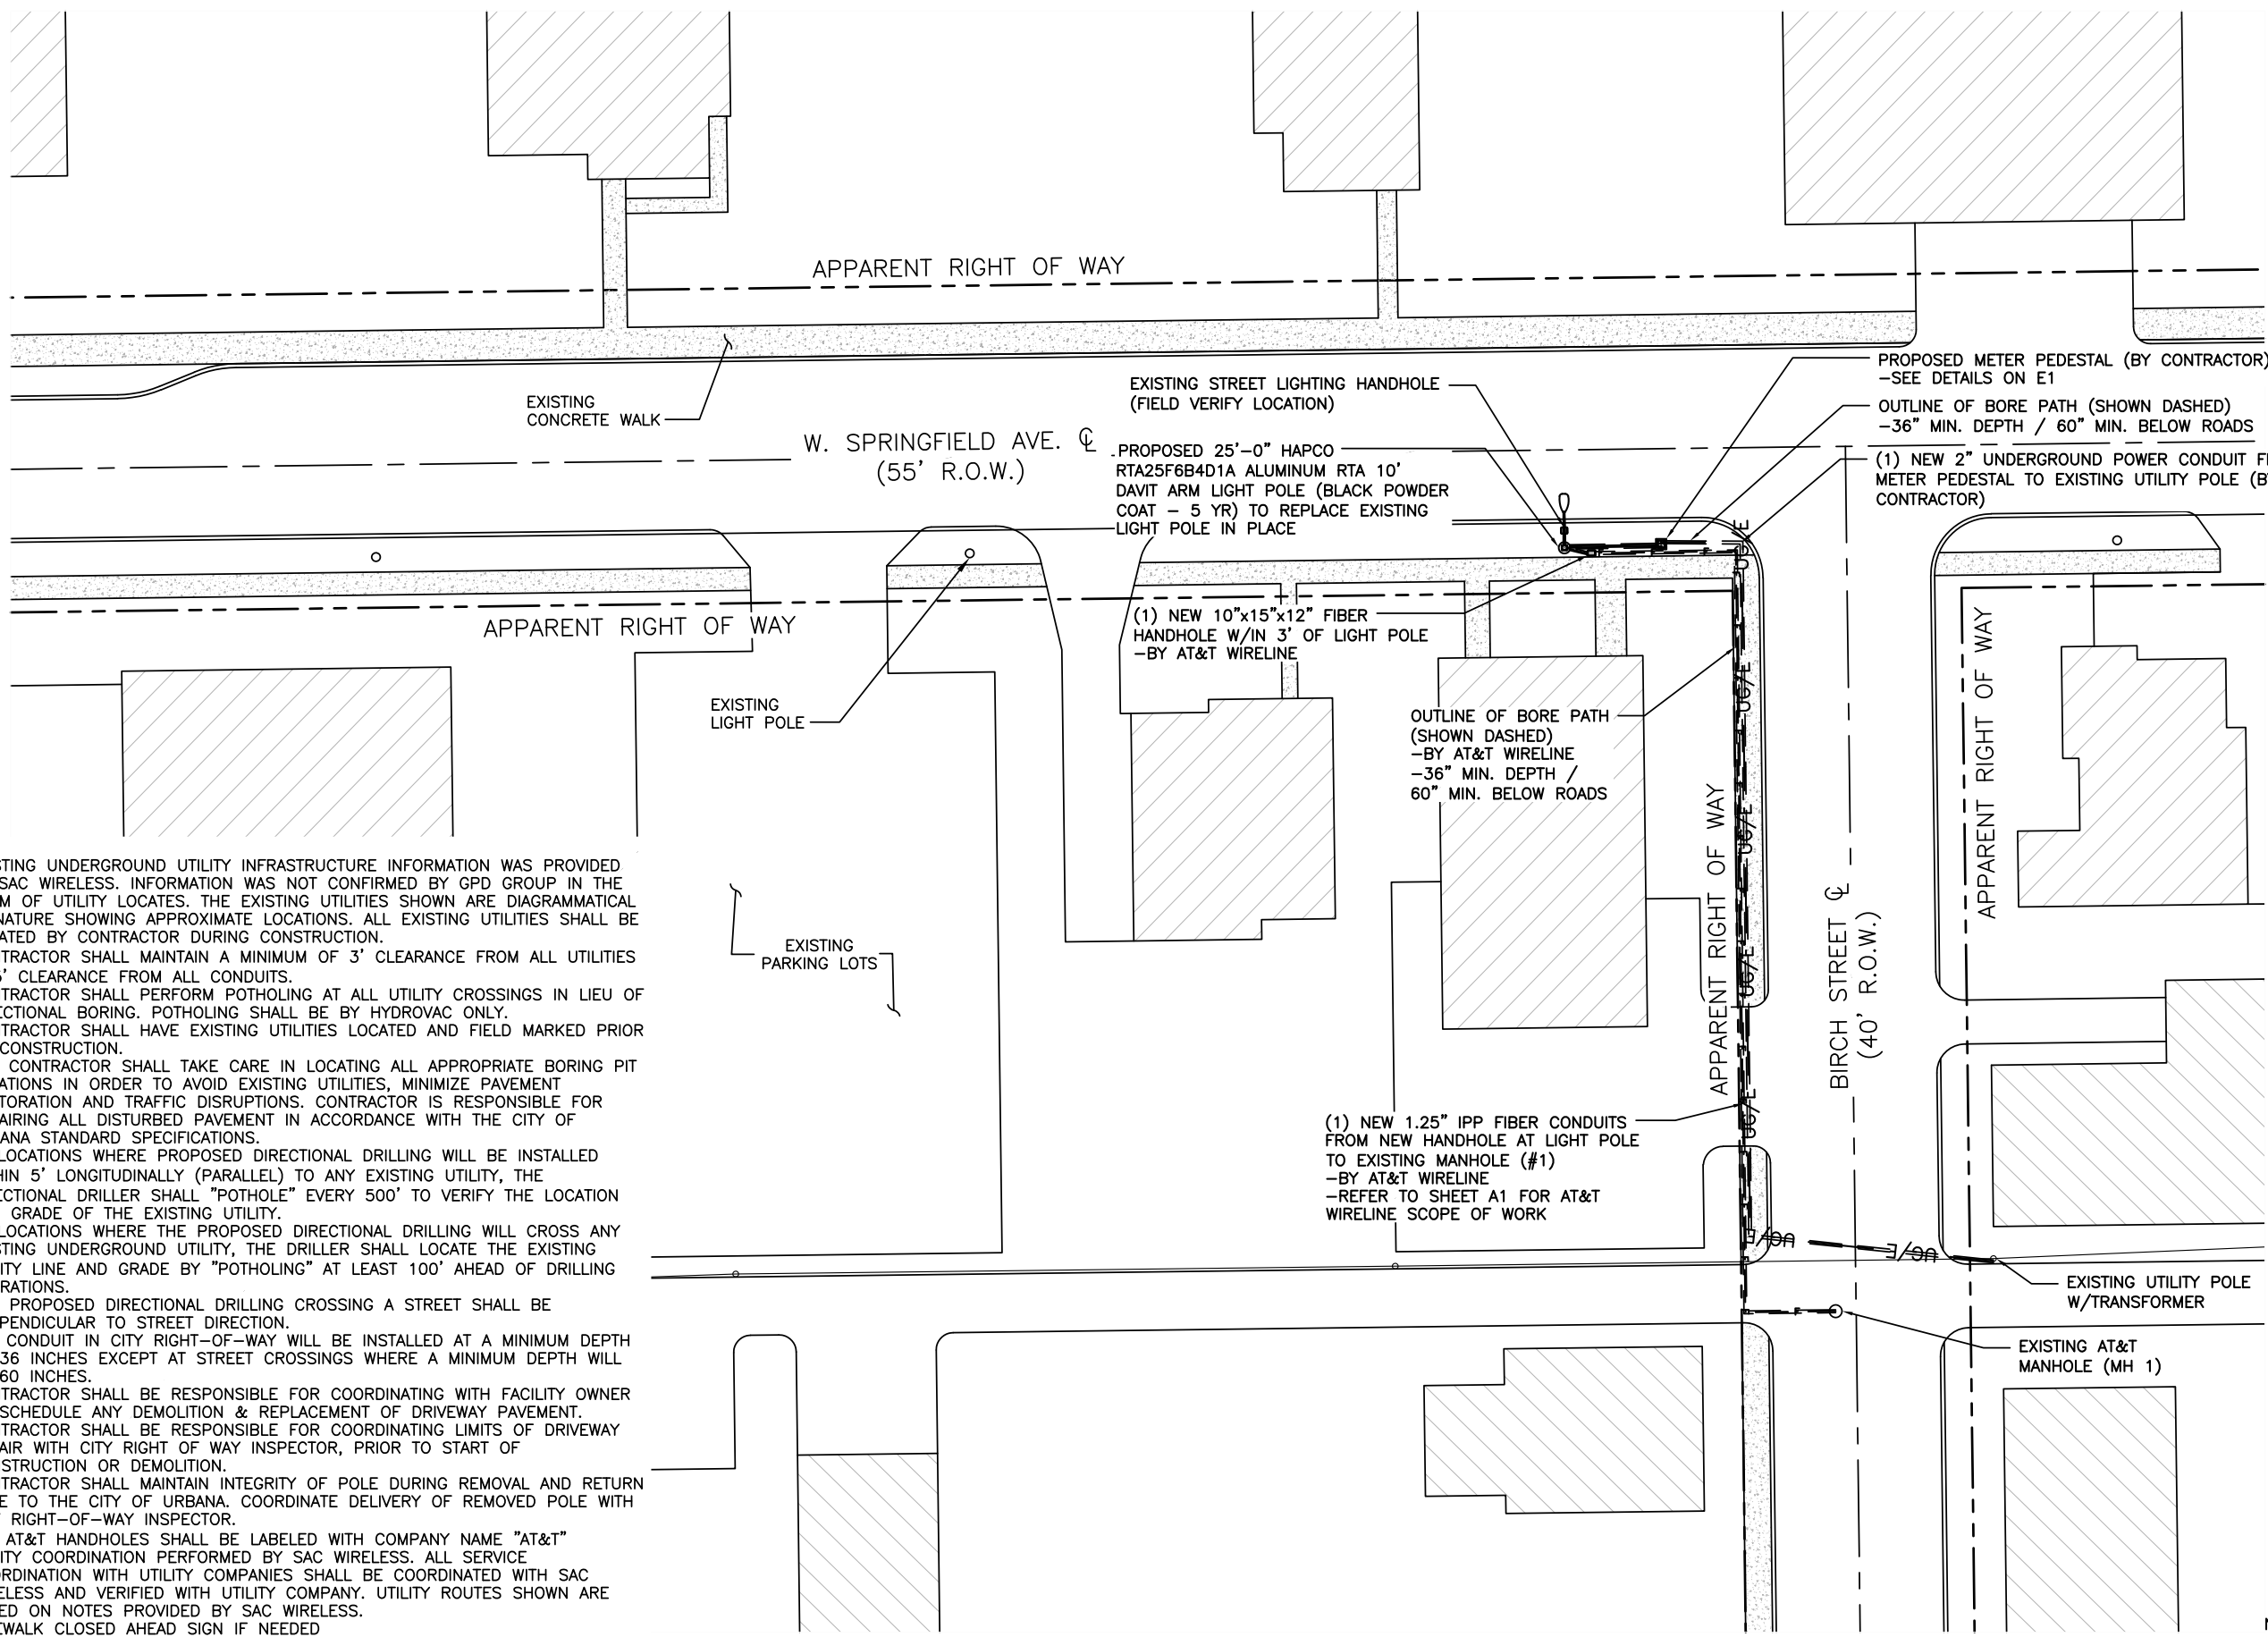 APPARENT RIGHT OF WAY
EXISTING
CONCRETE WALK
W. SPRINGFIELD AVE. ℄
(55' R.O.W.)
EXISTING STREET LIGHTING HANDHOLE
(FIELD VERIFY LOCATION)
PROPOSED 25'-0" HAPCO
RTA25F6B4D1A ALUMINUM RTA 10'
DAVIT ARM LIGHT POLE (BLACK POWDER
COAT - 5 YR) TO REPLACE EXISTING
LIGHT POLE IN PLACE
PROPOSED METER PEDESTAL (BY CONTRACTOR)
-SEE DETAILS ON E1
OUTLINE OF BORE PATH (SHOWN DASHED)
-36" MIN. DEPTH / 60" MIN. BELOW ROADS
(1) NEW 2" UNDERGROUND POWER CONDUIT
METER PEDESTAL TO EXISTING UTILITY POLE
CONTRACTOR)
APPARENT RIGHT OF WAY
(1) NEW 10"x15"x12" FIBER
HANDHOLE W/IN 3' OF LIGHT POLE
-BY AT&T WIRELINE
EXISTING
LIGHT POLE
OUTLINE OF BORE PATH
(SHOWN DASHED)
-BY AT&T WIRELINE
-36" MIN. DEPTH /
60" MIN. BELOW ROADS
APPARENT RIGHT OF WAY
BIRCH STREET ℄
(40' R.O.W.)
APPARENT RIGHT OF WAY
UG/E
UG/E
UG/E
UG/E
UG/E
UG/E
UG/E
EXISTING
PARKING LOTS
(1) NEW 1.25" IPP FIBER CONDUITS
FROM NEW HANDHOLE AT LIGHT POLE
TO EXISTING MANHOLE (#1)
-BY AT&T WIRELINE
-REFER TO SHEET A1 FOR AT&T
WIRELINE SCOPE OF WORK
EXISTING UTILITY POLE
W/TRANSFORMER
F
EXISTING AT&T
MANHOLE (MH 1)
STING UNDERGROUND UTILITY INFRASTRUCTURE INFORMATION WAS PROVIDED
SAC WIRELESS. INFORMATION WAS NOT CONFIRMED BY GPD GROUP IN THE
M OF UTILITY LOCATES. THE EXISTING UTILITIES SHOWN ARE DIAGRAMMATICAL
NATURE SHOWING APPROXIMATE LOCATIONS. ALL EXISTING UTILITIES SHALL BE
ATED BY CONTRACTOR DURING CONSTRUCTION.
TRACTOR SHALL MAINTAIN A MINIMUM OF 3' CLEARANCE FROM ALL UTILITIES
' CLEARANCE FROM ALL CONDUITS.
TRACTOR SHALL PERFORM POTHOLING AT ALL UTILITY CROSSINGS IN LIEU OF
ECTIONAL BORING. POTHOLING SHALL BE BY HYDROVAC ONLY.
TRACTOR SHALL HAVE EXISTING UTILITIES LOCATED AND FIELD MARKED PRIOR
CONSTRUCTION.
CONTRACTOR SHALL TAKE CARE IN LOCATING ALL APPROPRIATE BORING PIT
ATIONS IN ORDER TO AVOID EXISTING UTILITIES, MINIMIZE PAVEMENT
TORATION AND TRAFFIC DISRUPTIONS. CONTRACTOR IS RESPONSIBLE FOR
AIRING ALL DISTURBED PAVEMENT IN ACCORDANCE WITH THE CITY OF
ANA STANDARD SPECIFICATIONS.
LOCATIONS WHERE PROPOSED DIRECTIONAL DRILLING WILL BE INSTALLED
HIN 5' LONGITUDINALLY (PARALLEL) TO ANY EXISTING UTILITY, THE
ECTIONAL DRILLER SHALL "POTHOLE" EVERY 500' TO VERIFY THE LOCATION
GRADE OF THE EXISTING UTILITY.
LOCATIONS WHERE THE PROPOSED DIRECTIONAL DRILLING WILL CROSS ANY
STING UNDERGROUND UTILITY, THE DRILLER SHALL LOCATE THE EXISTING
ITY LINE AND GRADE BY "POTHOLING" AT LEAST 100' AHEAD OF DRILLING
RATIONS.
PROPOSED DIRECTIONAL DRILLING CROSSING A STREET SHALL BE
PENDICULAR TO STREET DIRECTION.
CONDUIT IN CITY RIGHT-OF-WAY WILL BE INSTALLED AT A MINIMUM DEPTH
36 INCHES EXCEPT AT STREET CROSSINGS WHERE A MINIMUM DEPTH WILL
60 INCHES.
TRACTOR SHALL BE RESPONSIBLE FOR COORDINATING WITH FACILITY OWNER
SCHEDULE ANY DEMOLITION & REPLACEMENT OF DRIVEWAY PAVEMENT.
TRACTOR SHALL BE RESPONSIBLE FOR COORDINATING LIMITS OF DRIVEWAY
AIR WITH CITY RIGHT OF WAY INSPECTOR, PRIOR TO START OF
STRUCTION OR DEMOLITION.
TRACTOR SHALL MAINTAIN INTEGRITY OF POLE DURING REMOVAL AND RETURN
E TO THE CITY OF URBANA. COORDINATE DELIVERY OF REMOVED POLE WITH
RIGHT-OF-WAY INSPECTOR.
AT&T HANDHOLES SHALL BE LABELED WITH COMPANY NAME "AT&T"
ITY COORDINATION PERFORMED BY SAC WIRELESS. ALL SERVICE
RDINATION WITH UTILITY COMPANIES SHALL BE COORDINATED WITH SAC
ELESS AND VERIFIED WITH UTILITY COMPANY. UTILITY ROUTES SHOWN ARE
ED ON NOTES PROVIDED BY SAC WIRELESS.
EWALK CLOSED AHEAD SIGN IF NEEDED